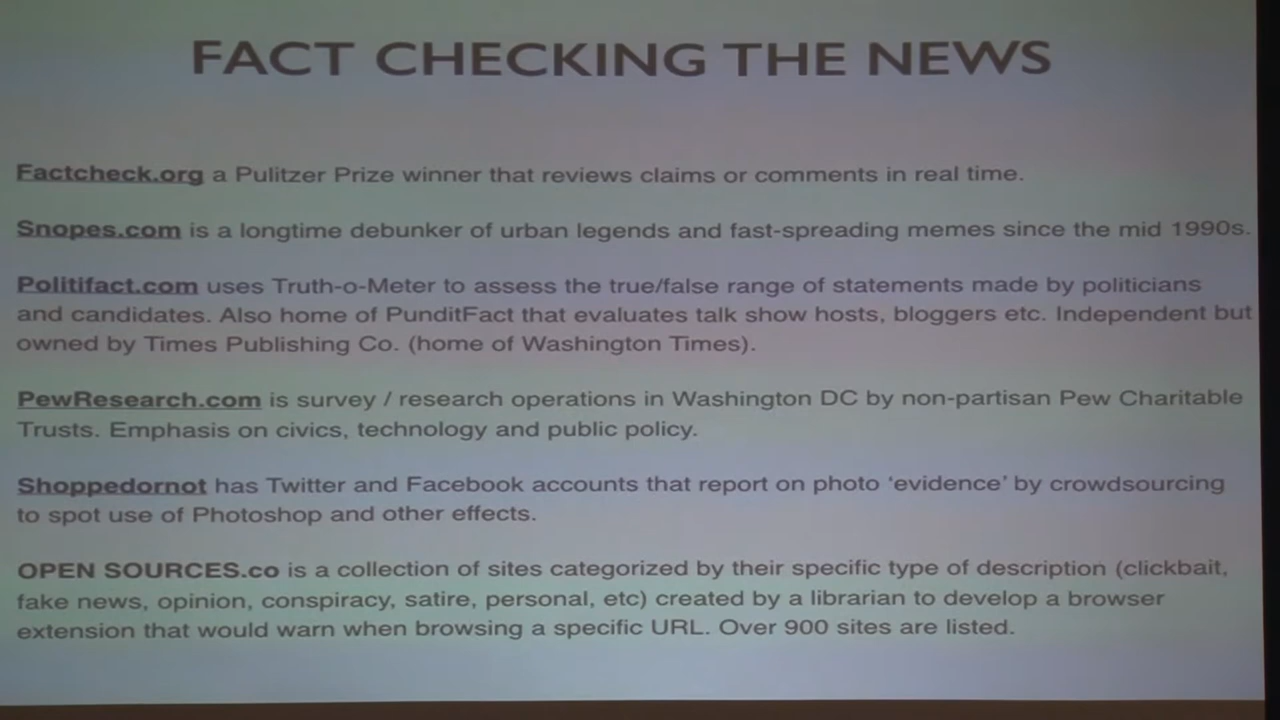 FACT CHECKING THE NEWS
Factcheck.org a Pulitzer Prize winner that reviews claims or comments in real time.
Snopes.com is a longtime debunker of urban legends and fast-spreading memes since the mid 1990s.
Politifact.com uses Truth-o-Meter to assess the true/false range of statements made by politicians
and candidates. Also home of PunditFact that evaluates talk show hosts, bloggers etc. Independent but
owned by Times Publishing Co. (home of Washington Times).
PewResearch.com is survey / research operations in Washington DC by non-partisan Pew Charitable
Trusts. Emphasis on civics, technology and public policy.
Shoppedornot has Twitter and Facebook accounts that report on photo ‘evidence’ by crowdsourcing
to spot use of Photoshop and other effects.
OPEN SOURCES.co is a collection of sites categorized by their specific type of description (clickbait,
fake news, opinion, conspiracy, satire, personal, etc) created by a librarian to develop a browser
extension that would warn when browsing a specific URL. Over 900 sites are listed.